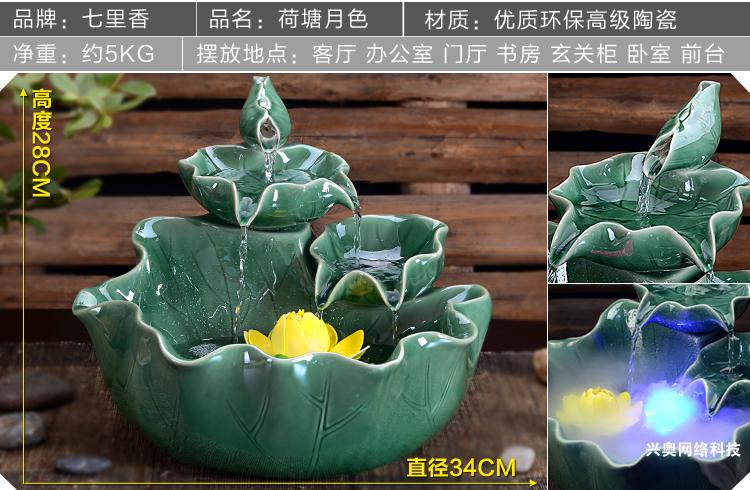 品牌：七里香 品名：荷塘月色 材质：优质环保高级陶瓷
净重：约5KG 摆放地点：客厅 办公室 门厅 书房 玄关柜 卧室 前台
高度28CM
直径34CM
兴奥网络科技